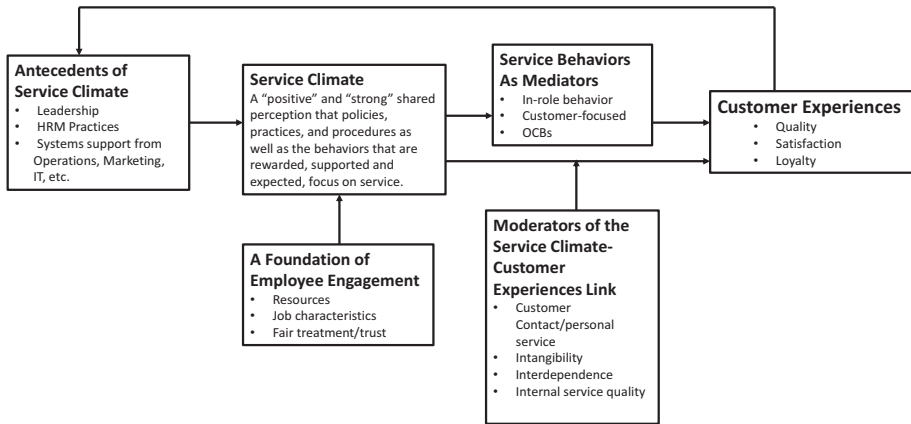 Antecedents of
Service Climate
• Leadership
• HRM Practices
• Systems support from
Operations, Marketing,
IT, etc.
Service Climate
A “positive” and “strong” shared
perception that policies,
practices, and procedures as
well as the behaviors that are
rewarded, supported and
expected, focus on service.
Service Behaviors
As Mediators
• In-role behavior
• Customer-focused
• OCBs
Customer Experiences
• Quality
• Satisfaction
• Loyalty
A Foundation of
Employee Engagement
• Resources
• Job characteristics
• Fair treatment/trust
Moderators of the
Service Climate-
Customer
Experiences Link
• Customer
Contact/personal
service
• Intangibility
• Interdependence
• Internal service quality